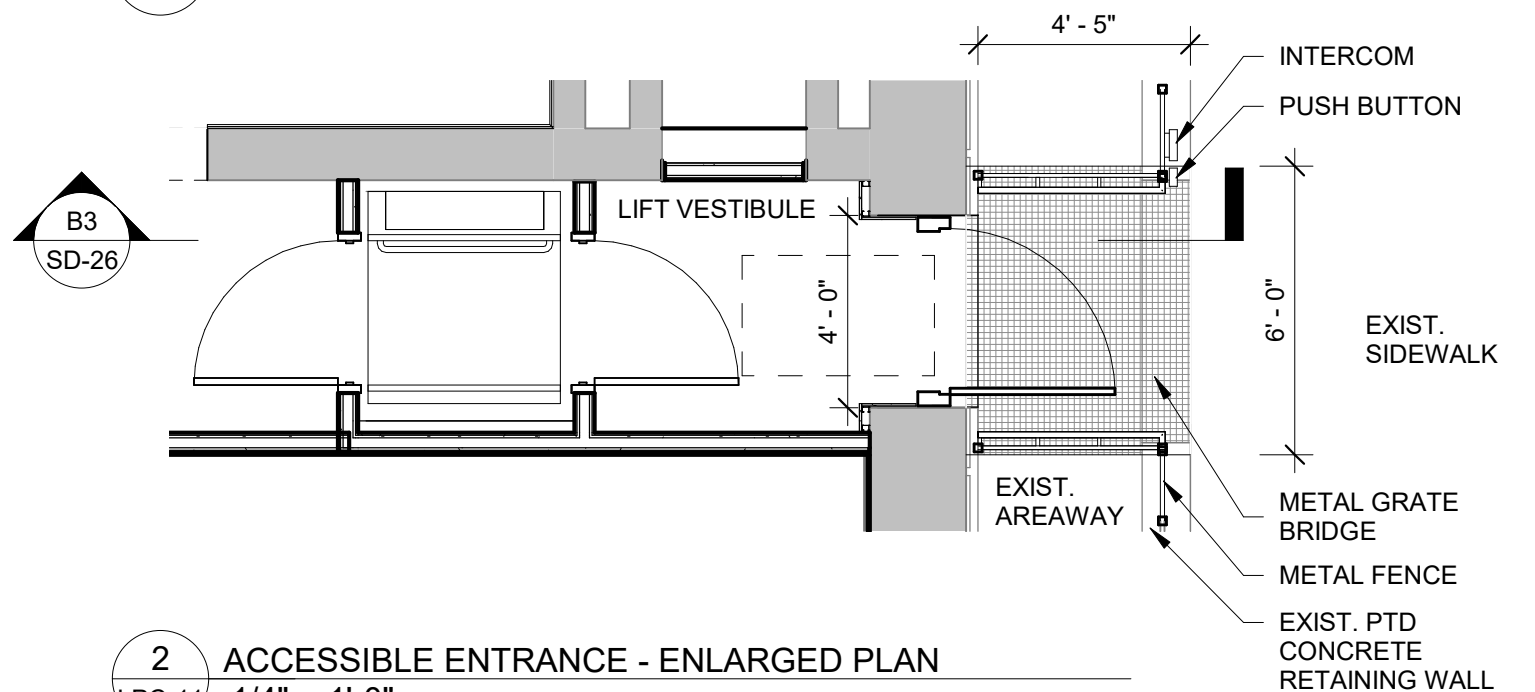 4' - 5"
INTERCOM
PUSH BUTTON
LIFT VESTIBULE
B3
SD-26
4' - 0"
6' - 0"
EXIST.
SIDEWALK
EXIST.
AREAWAY
METAL GRATE
BRIDGE
METAL FENCE
EXIST. PTD
CONCRETE
RETAINING WALL
2
ACCESSIBLE ENTRANCE - ENLARGED PLAN